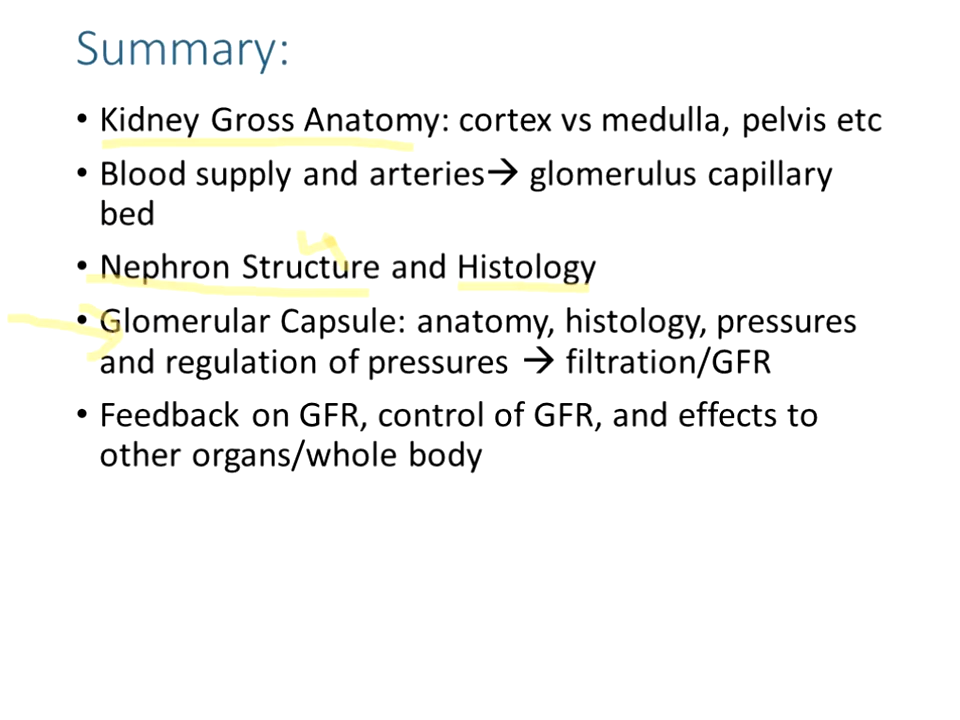 Summary:
• Kidney Gross Anatomy: cortex vs medulla, pelvis etc
• Blood supply and arteries→ glomerulus capillary
bed
• Nephron Structure and Histology
• Glomerular Capsule: anatomy, histology, pressures
and regulation of pressures → filtration/GFR
• Feedback on GFR, control of GFR, and effects to
other organs/whole body